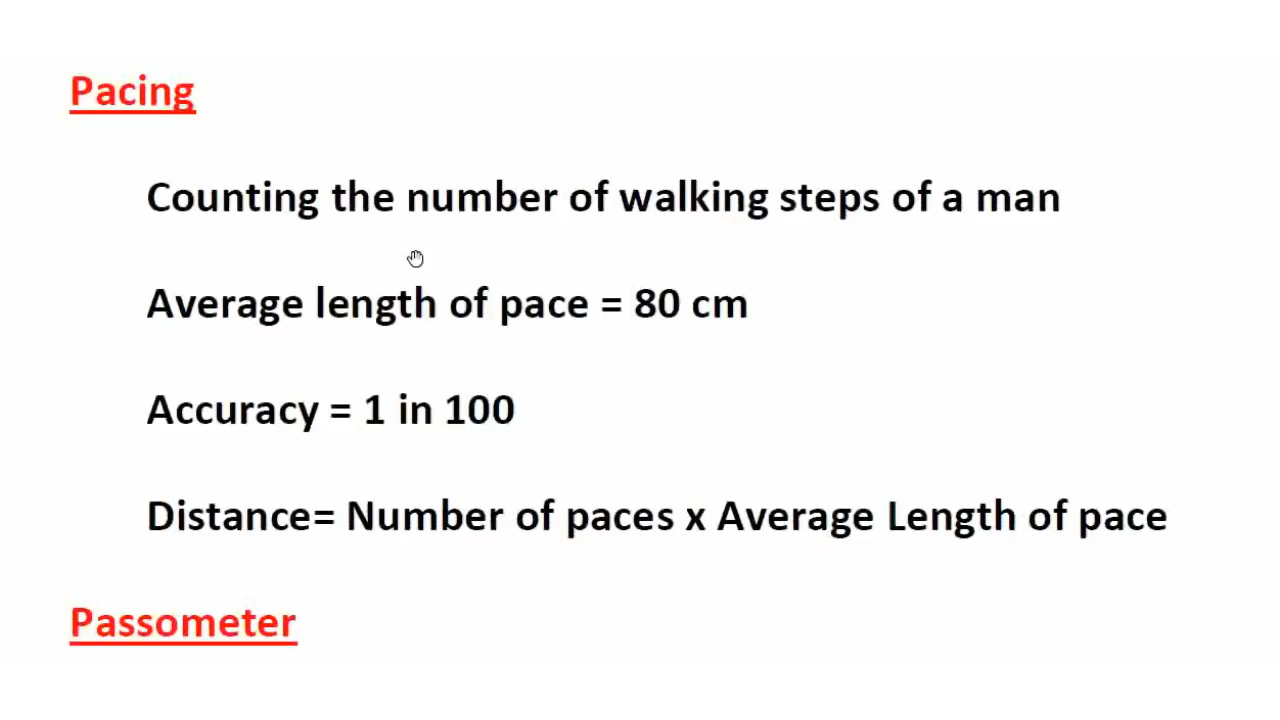 Pacing
Counting the number of walking steps of a man
Average length of pace = 80 cm
Accuracy = 1 in 100
Distance= Number of paces x Average Length of pace
Passometer